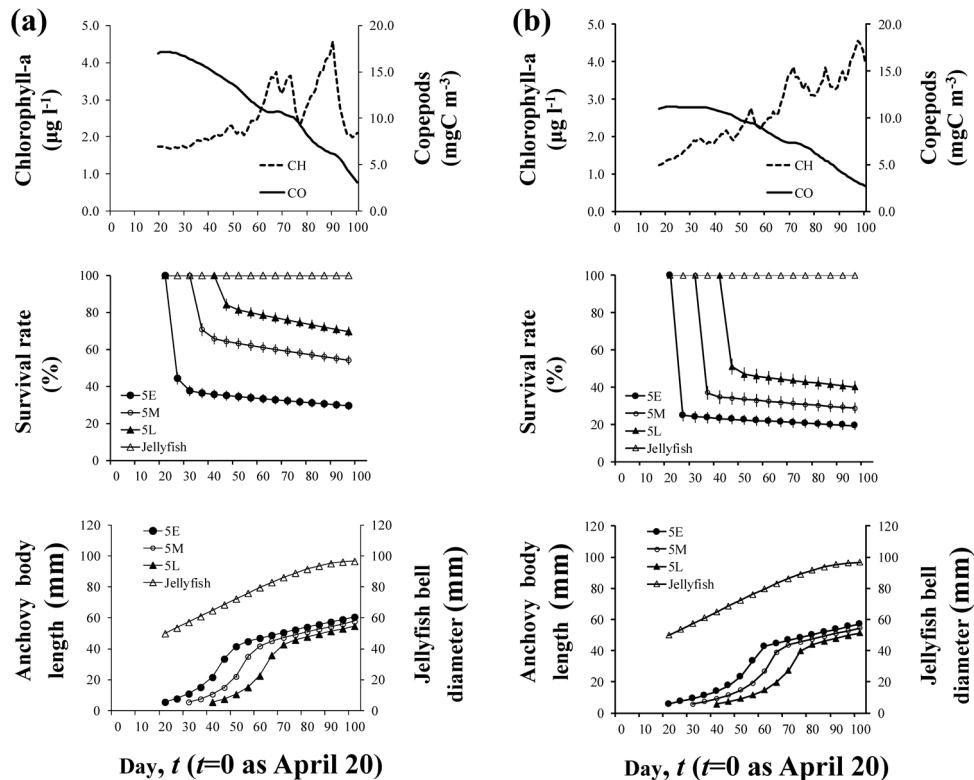 (a)
5.0
4.0
3.0
2.0
1.0
0.0
Chlorophyll-a
(µg l-1)
20.0
15.0
10.0
5.0
0.0
Copepods
(mgC m-3)
CH
CO
0 10 20 30 40 50 60 70 80 90 100
(b)
5.0
4.0
3.0
2.0
1.0
0.0
Chlorophyll-a
(µg l-1)
20.0
15.0
10.0
5.0
0.0
Copepods
(mgC m-3)
CH
CO
0 10 20 30 40 50 60 70 80 90 100
100
80
60
40
20
0
Survival rate
(%)
5E
5M
5L
Jellyfish
0 10 20 30 40 50 60 70 80 90 100
100
80
60
40
20
0
Survival rate
(%)
5E
5M
5L
Jellyfish
0 10 20 30 40 50 60 70 80 90 100
120
100
80
60
40
20
0
Anchovy body
length (mm)
5E
5M
5L
Jellyfish
120
100
80
60
40
20
0
Jellyfish bell
diameter (mm)
0 10 20 30 40 50 60 70 80 90 100
Day, t (t=0 as April 20)
120
100
80
60
40
20
0
Anchovy body
length (mm)
5E
5M
5L
Jellyfish
120
100
80
60
40
20
0
Jellyfish bell
diameter (mm)
0 10 20 30 40 50 60 70 80 90 100
Day, t (t=0 as April 20)